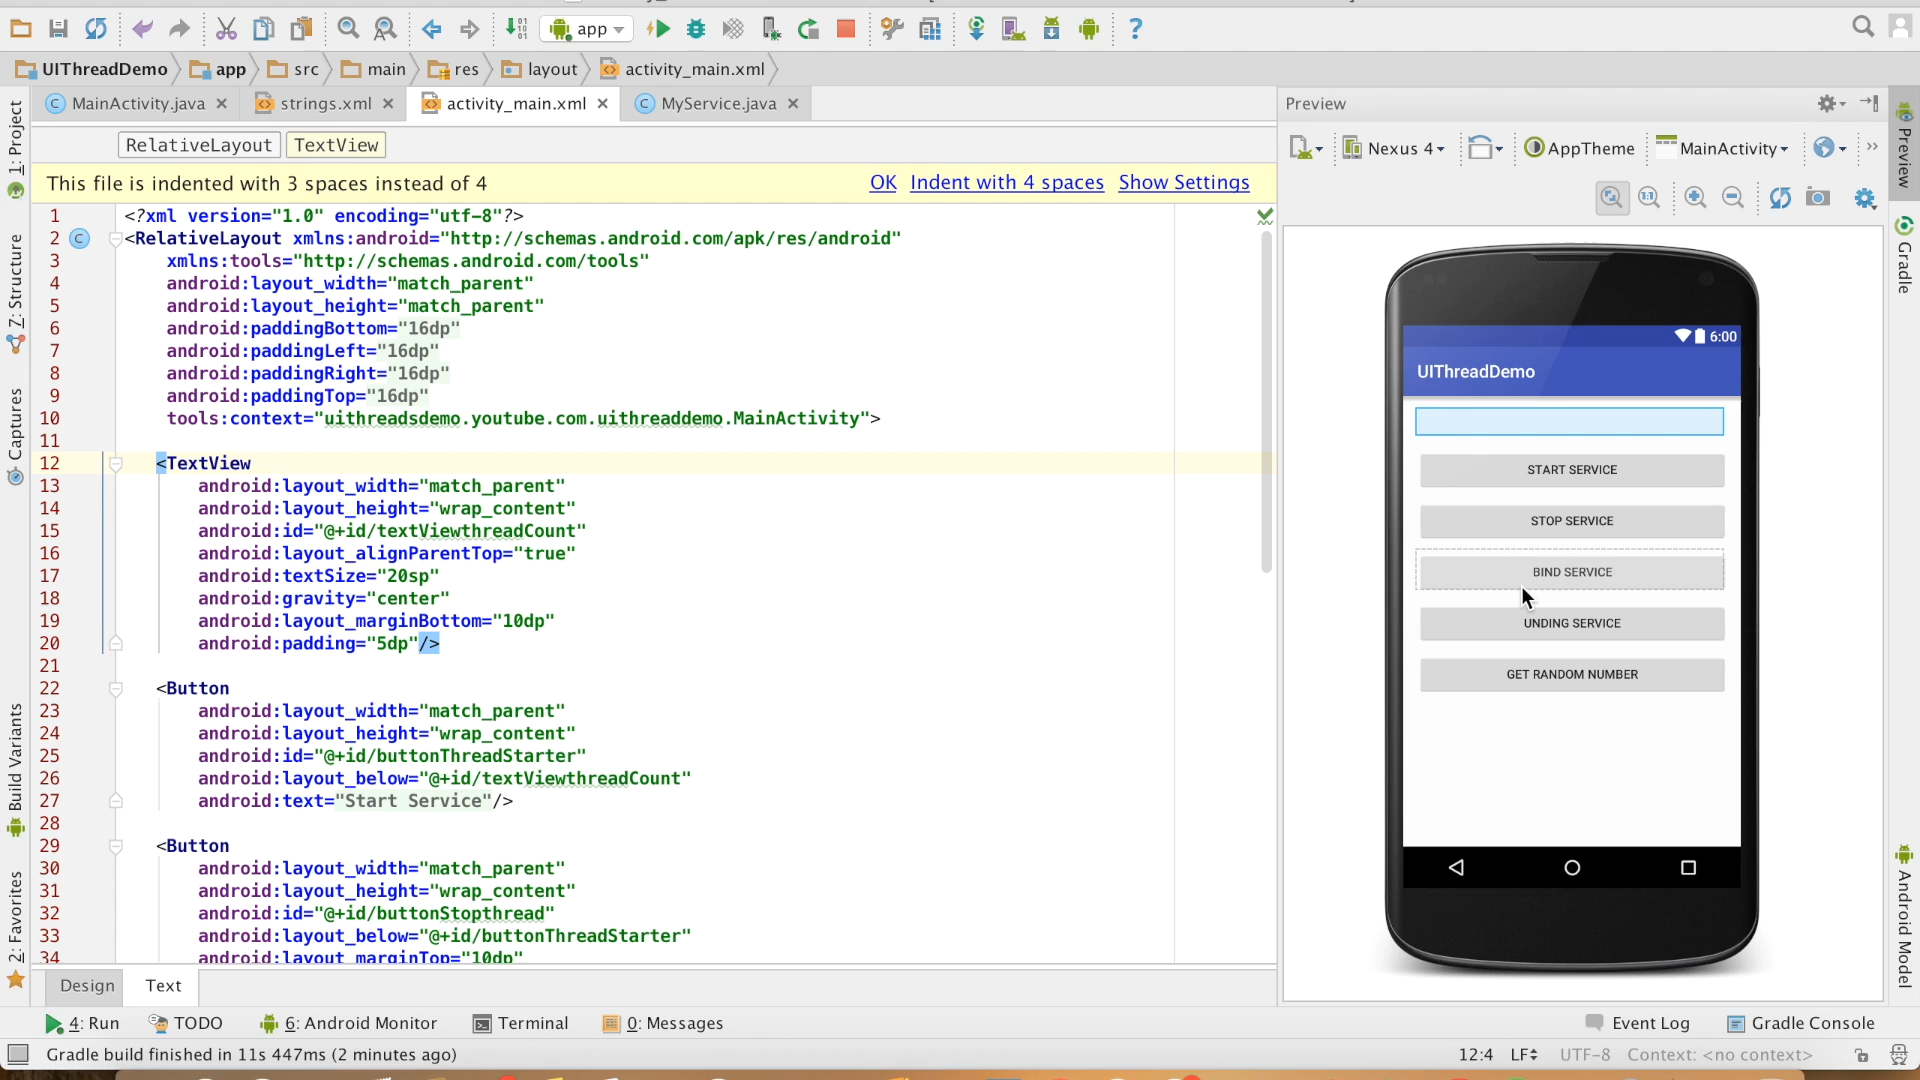 app
UIThreadDemo app src main res layout activity_main.xml
MainActivity.java strings.xml activity_main.xml MyService.java Preview
RelativeLayout TextView
Nexus 4 AppTheme MainActivity
This file is indented with 3 spaces instead of 4 OK Indent with 4 spaces Show Settings
1 <?xml version="1.0" encoding="utf-8"?>
2 <RelativeLayout xmlns:android="http://schemas.android.com/apk/res/android"
3 xmlns:tools="http://schemas.android.com/tools"
4 android:layout_width="match_parent"
5 android:layout_height="match_parent"
6 android:paddingBottom="16dp"
7 android:paddingLeft="16dp"
8 android:paddingRight="16dp"
9 android:paddingTop="16dp"
10 tools:context="uithreadsdemo.youtube.com.uithreaddemo.MainActivity">
11
12 <TextView
13 android:layout_width="match_parent"
14 android:layout_height="wrap_content"
15 android:id="@+id/textViewthreadCount"
16 android:layout_alignParentTop="true"
17 android:textSize="20sp"
18 android:gravity="center"
19 android:layout_marginBottom="10dp"
20 android:padding="5dp"/>
21
22 <Button
23 android:layout_width="match_parent"
24 android:layout_height="wrap_content"
25 android:id="@+id/buttonThreadStarter"
26 android:layout_below="@+id/textViewthreadCount"
27 android:text="Start Service"/>
28
29 <Button
30 android:layout_width="match_parent"
31 android:layout_height="wrap_content"
32 android:id="@+id/buttonStopthread"
33 android:layout_below="@+id/buttonThreadStarter"
34 android:layout_marginTop="10dp"
6:00
UIThreadDemo
START SERVICE
STOP SERVICE
BIND SERVICE
UNDING SERVICE
GET RANDOM NUMBER
1: Project
Z: Structure
Captures
Build Variants
2: Favorites
Preview
Gradle
Android Model
Design Text
4: Run TODO 6: Android Monitor Terminal 0: Messages Event Log Gradle Console
Gradle build finished in 11s 447ms (2 minutes ago) 12:4 LF UTF-8 Context: <no context>